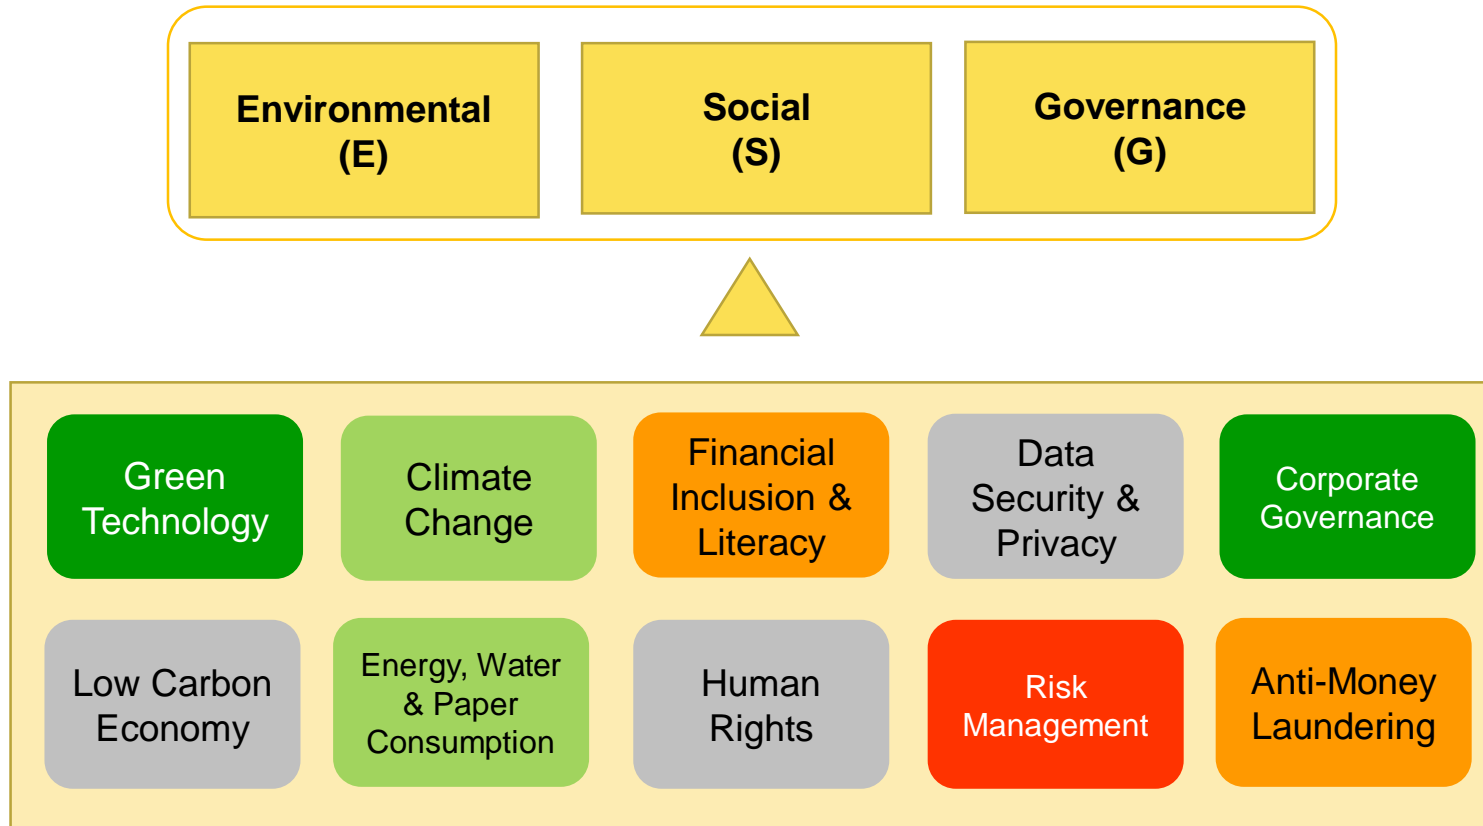 Environmental
(E)
Social
(S)
Governance
(G)
Green
Technology
Climate
Change
Financial
Inclusion &
Literacy
Data
Security &
Privacy
Corporate
Governance
Low Carbon
Economy
Energy, Water
& Paper
Consumption
Human
Rights
Risk
Management
Anti-Money
Laundering